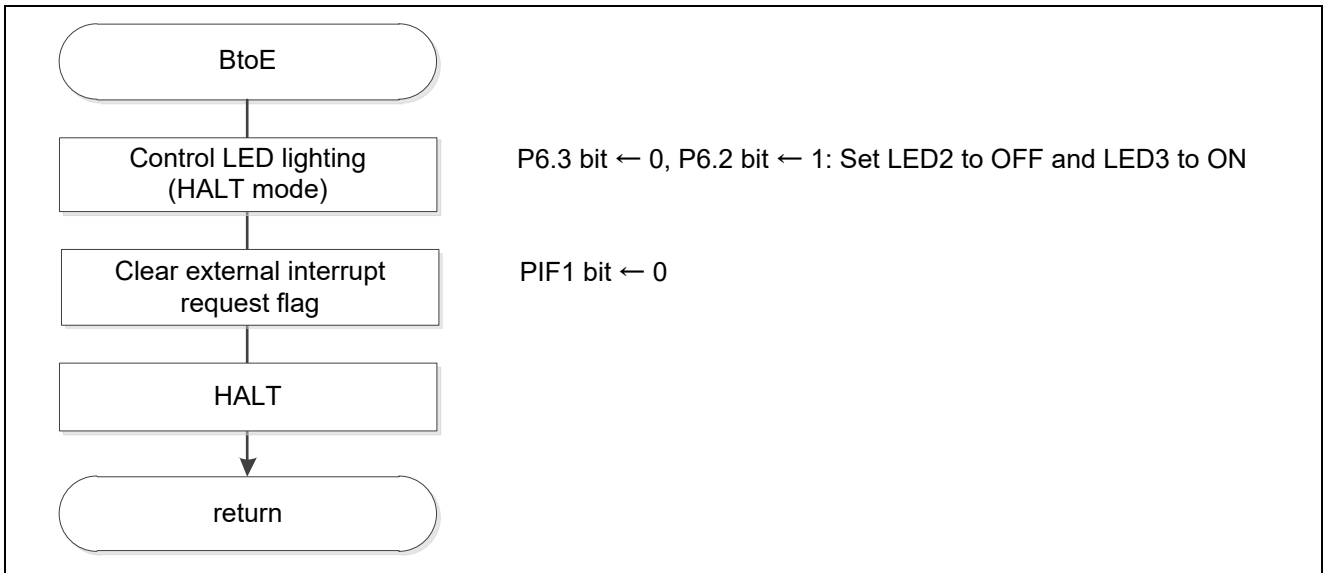 BtoE
Control LED lighting
(HALT mode)
P6.3 bit ← 0, P6.2 bit ← 1: Set LED2 to OFF and LED3 to ON
Clear external interrupt
request flag
PIF1 bit ← 0
HALT
return